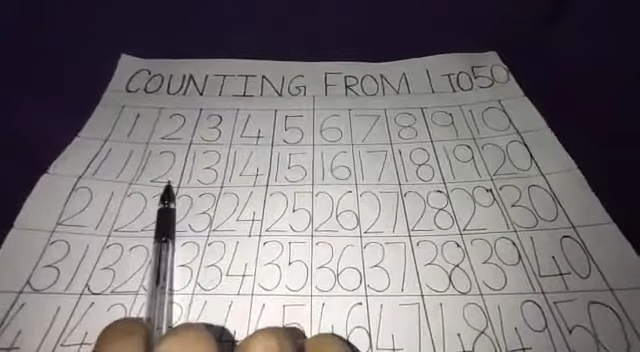 COUNTING FROM 1 TO 50
1 2 3 4 5 6 7 8 9 10
11 12 13 14 15 16 17 18 19 20
21 22 23 24 25 26 27 28 29 30
31 32 33 34 35 36 37 38 39 40
41 42 44 45 46 47 48 49 50